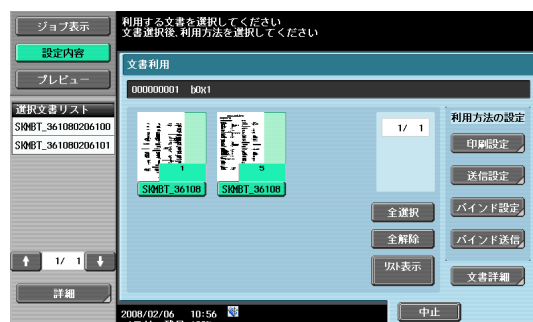 ジョブ表示
利用する文書を選択してください
文書選択後、利用方法を選択してください
設定内容
文書利用
プレビュー
000000001 b0x1
選択文書リスト
SKMBT_361080206100
SKMBT_361080206101
1/ 1
利用方法の設定
印刷設定
送信設定
1
5
SKMBT_36108
SKMBT_36108
全選択
バインド設定
全解除
バインド送信
リスト表示
文書詳細
1/ 1
詳細
2008/02/06 10:56
中止